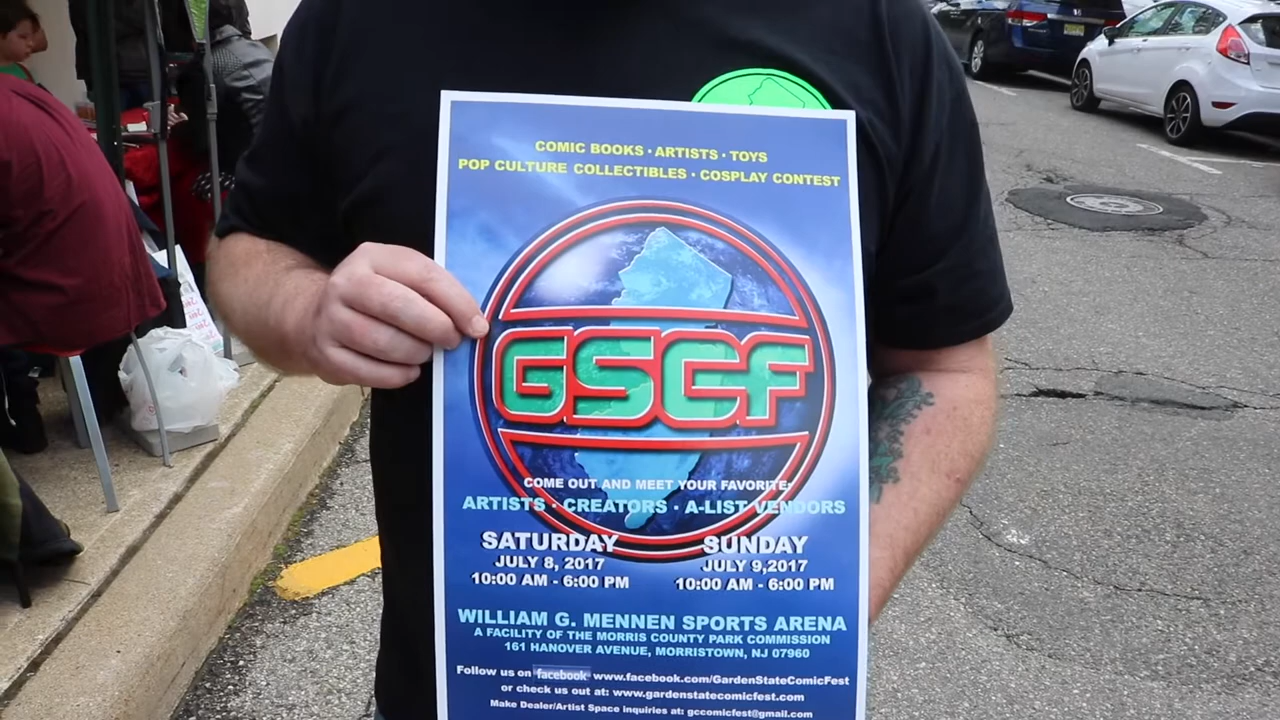 COMIC BOOKS · ARTISTS · TOYS
POP CULTURE COLLECTIBLES · COSPLAY CONTEST
GSCF
COME OUT AND MEET YOUR FAVORITE:
ARTISTS · CREATORS · A-LIST VENDORS
SATURDAY SUNDAY
JULY 8, 2017 JULY 9,2017
10:00 AM - 6:00 PM 10:00 AM - 6:00 PM
WILLIAM G. MENNEN SPORTS ARENA
A FACILITY OF THE MORRIS COUNTY PARK COMMISSION
161 HANOVER AVENUE, MORRISTOWN, NJ 07960
Follow us on facebook www.facebook.com/GardenStateComicFest
or check us out at: www.gardenstatecomicfest.com
Make Dealer/Artist Space inquiries at: gccomicfest@gmail.com